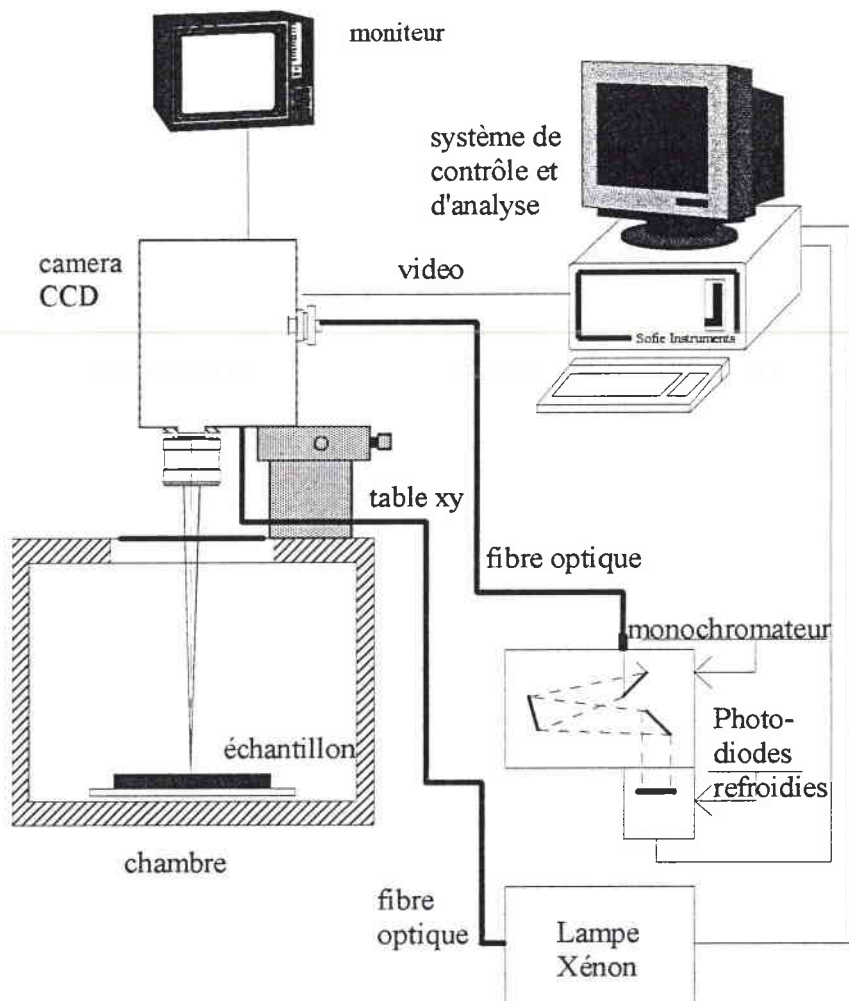 moniteur
système de
contrôle et
d'analyse
camera
CCD
video
Sofie Instruments
table xy
fibre optique
monochromateur
Photo-
diodes
refroidies
échantillon
chambre
fibre
optique
Lampe
Xénon